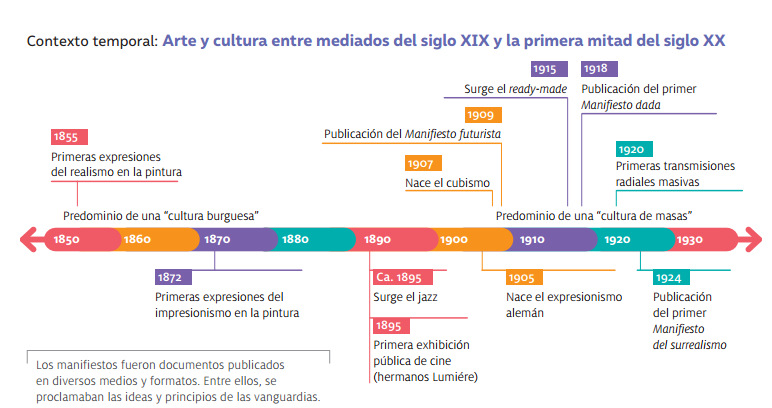 Contexto temporal: Arte y cultura entre mediados del siglo XIX y la primera mitad del siglo XX
1915
Surge el ready-made
1918
Publicación del primer
Manifiesto dada
1909
Publicación del Manifiesto futurista
1855
Primeras expresiones
del realismo en la pintura
1907
Nace el cubismo
1920
Primeras transmisiones
radiales masivas
Predominio de una “cultura burguesa”
Predominio de una “cultura de masas”
1850 1860 1870 1880 1890 1900 1910 1920 1930
1872
Primeras expresiones del
impresionismo en la pintura
Ca. 1895
Surge el jazz
1895
Primera exhibición
pública de cine
(hermanos Lumiére)
1905
Nace el expresionismo
alemán
1924
Publicación
del primer
Manifiesto
del surrealismo
Los manifiestos fueron documentos publicados
en diversos medios y formatos. Entre ellos, se
proclamaban las ideas y principios de las vanguardias.